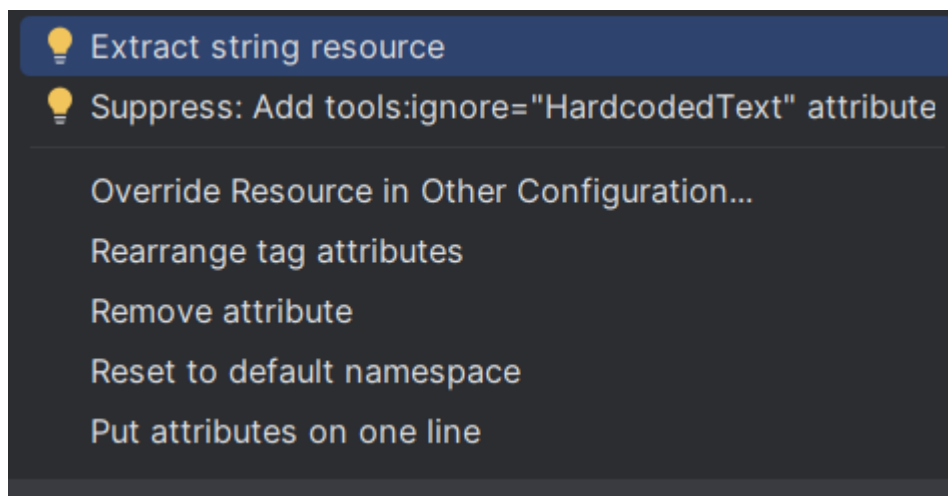 Extract string resource
Suppress: Add tools:ignore="HardcodedText" attribute
Override Resource in Other Configuration...
Rearrange tag attributes
Remove attribute
Reset to default namespace
Put attributes on one line